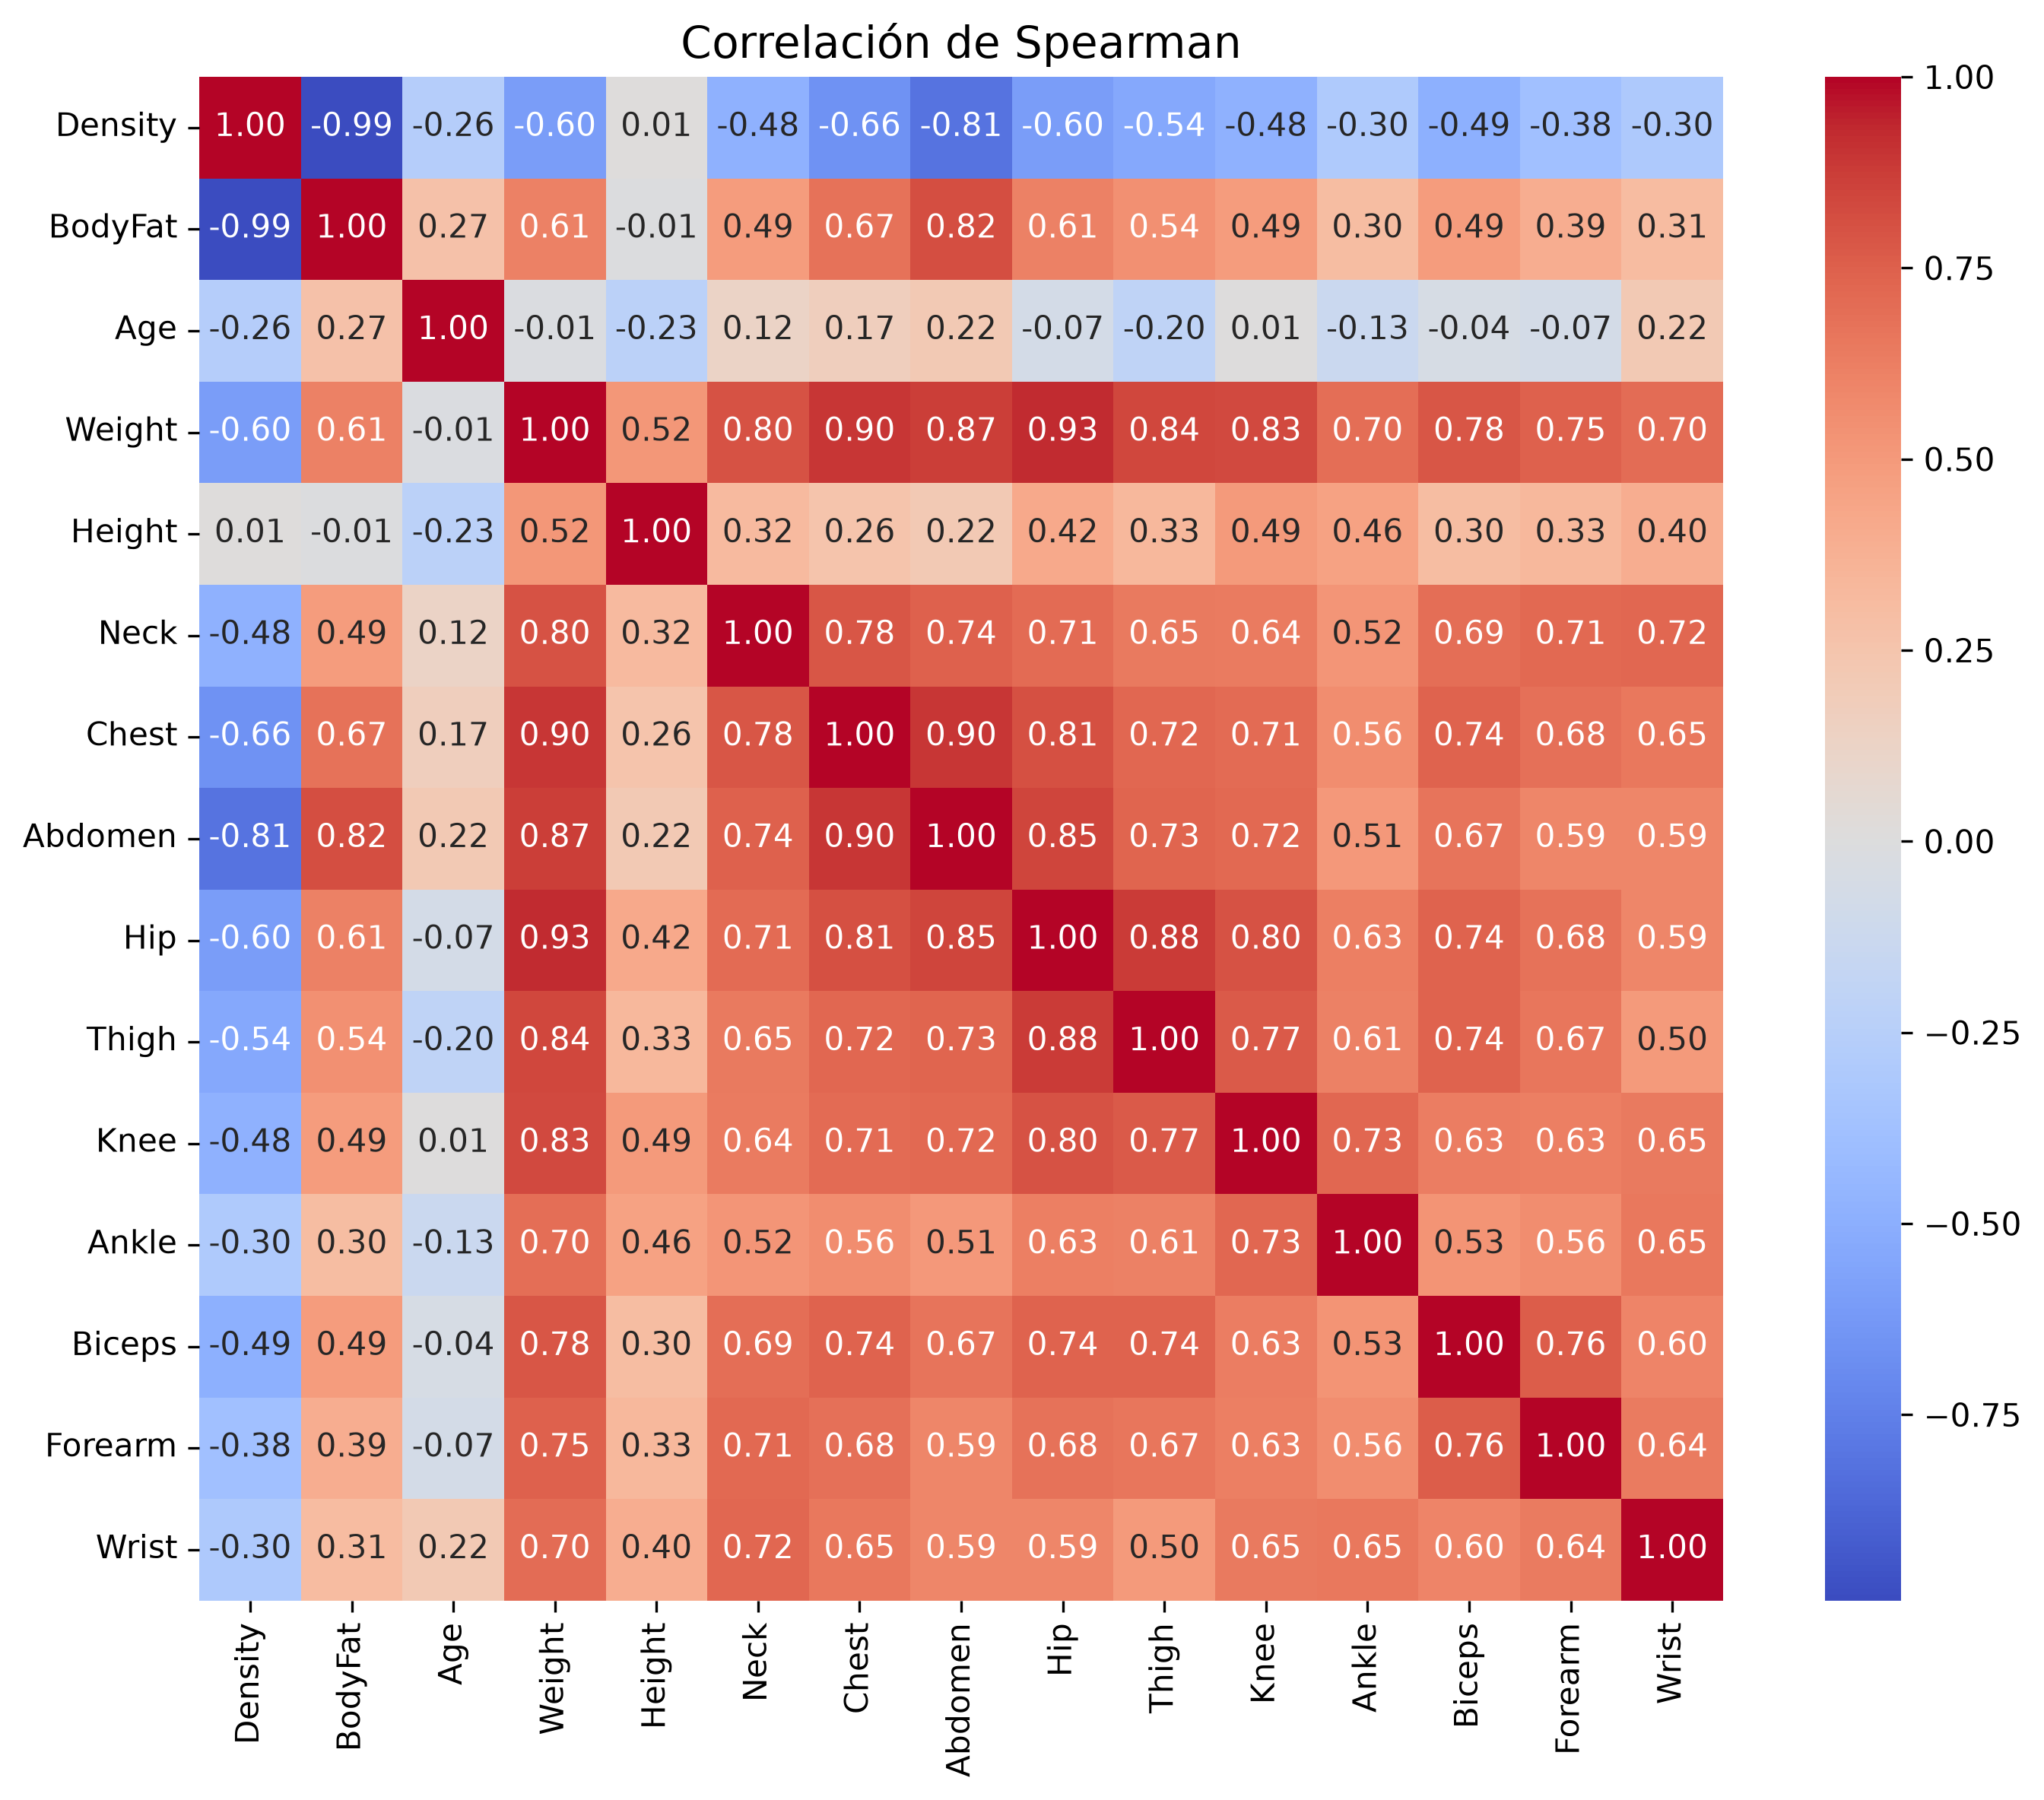 Correlación de Spearman
Density 1.00 -0.99 -0.26 -0.60 0.01 -0.48 -0.66 -0.81 -0.60 -0.54 -0.48 -0.30 -0.49 -0.38 -0.30
BodyFat -0.99 1.00 0.27 0.61 -0.01 0.49 0.67 0.82 0.61 0.54 0.49 0.30 0.49 0.39 0.31
Age -0.26 0.27 1.00 -0.01 -0.23 0.12 0.17 0.22 -0.07 -0.20 0.01 -0.13 -0.04 -0.07 0.22
Weight -0.60 0.61 -0.01 1.00 0.52 0.80 0.90 0.87 0.93 0.84 0.83 0.70 0.78 0.75 0.70
Height 0.01 -0.01 -0.23 0.52 1.00 0.32 0.26 0.22 0.42 0.33 0.49 0.46 0.30 0.33 0.40
Neck -0.48 0.49 0.12 0.80 0.32 1.00 0.78 0.74 0.71 0.65 0.64 0.52 0.69 0.71 0.72
Chest -0.66 0.67 0.17 0.90 0.26 0.78 1.00 0.90 0.81 0.72 0.71 0.56 0.74 0.68 0.65
Abdomen -0.81 0.82 0.22 0.87 0.22 0.74 0.90 1.00 0.85 0.73 0.72 0.51 0.67 0.59 0.59
Hip -0.60 0.61 -0.07 0.93 0.42 0.71 0.81 0.85 1.00 0.88 0.80 0.63 0.74 0.68 0.59
Thigh -0.54 0.54 -0.20 0.84 0.33 0.65 0.72 0.73 0.88 1.00 0.77 0.61 0.74 0.67 0.50
Knee -0.48 0.49 0.01 0.83 0.49 0.64 0.71 0.72 0.80 0.77 1.00 0.73 0.63 0.63 0.65
Ankle -0.30 0.30 -0.13 0.70 0.46 0.52 0.56 0.51 0.63 0.61 0.73 1.00 0.53 0.56 0.65
Biceps -0.49 0.49 -0.04 0.78 0.30 0.69 0.74 0.67 0.74 0.74 0.63 0.53 1.00 0.76 0.60
Forearm -0.38 0.39 -0.07 0.75 0.33 0.71 0.68 0.59 0.68 0.67 0.63 0.56 0.76 1.00 0.64
Wrist -0.30 0.31 0.22 0.70 0.40 0.72 0.65 0.59 0.59 0.50 0.65 0.65 0.60 0.64 1.00
Density BodyFat Age Weight Height Neck Chest Abdomen Hip Thigh Knee Ankle Biceps Forearm Wrist
1.00
0.75
0.50
0.25
0.00
−0.25
−0.50
−0.75